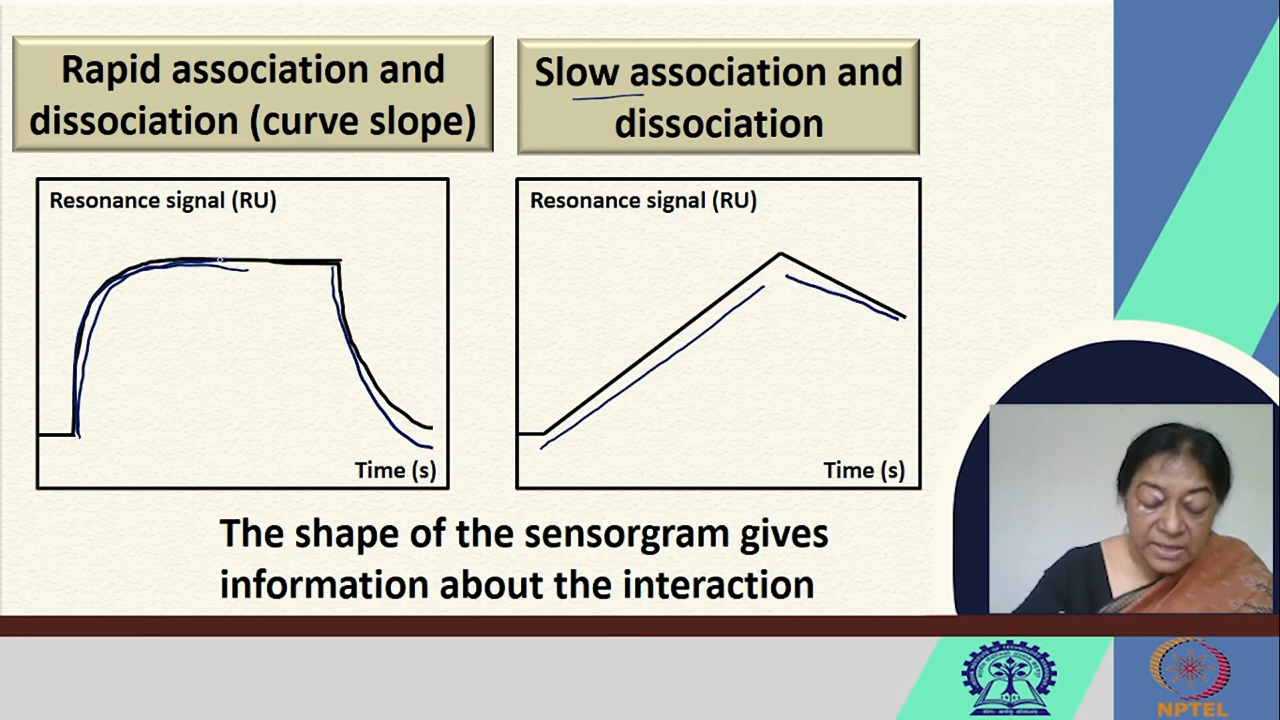 Rapid association and
dissociation (curve slope)
Slow association and
dissociation
Resonance signal (RU)
Time (s)
Resonance signal (RU)
Time (s)
The shape of the sensorgram gives
information about the interaction
NPTEL